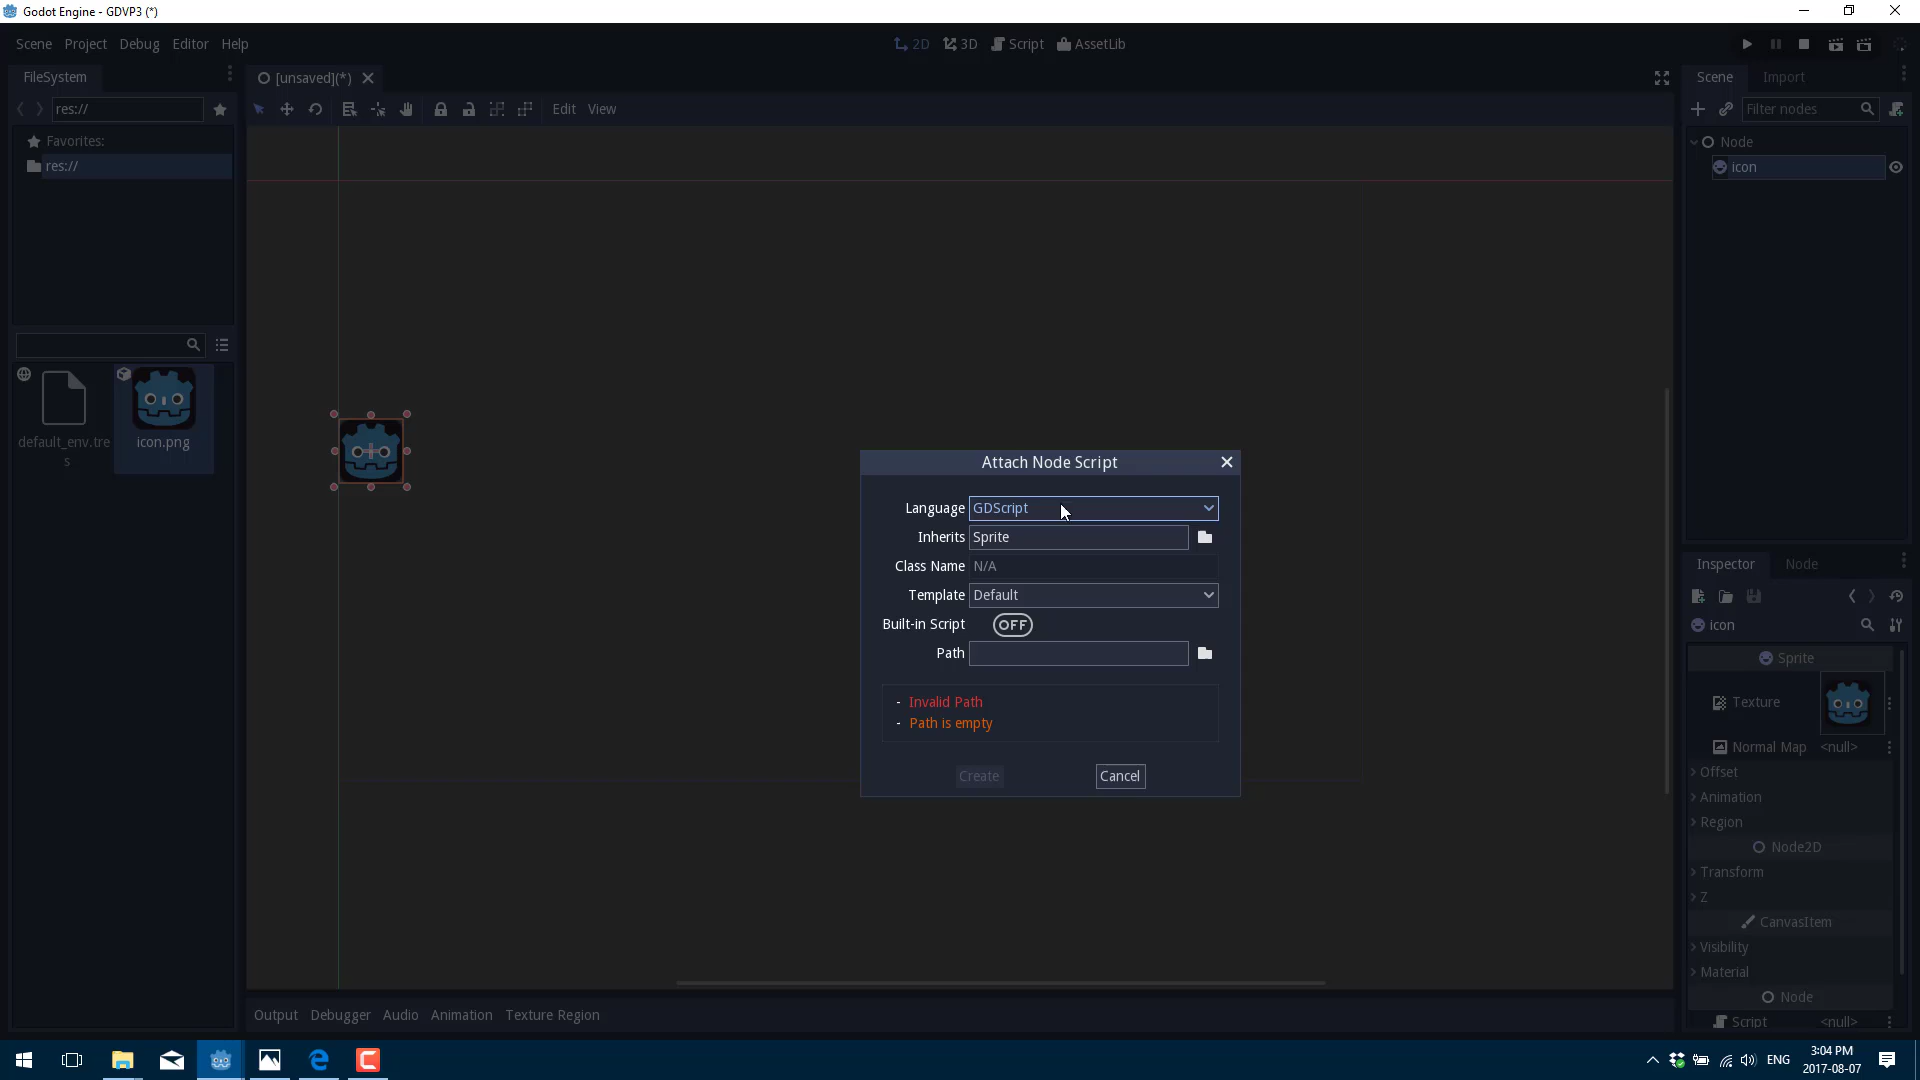 Godot Engine - GDVP3 (*)
Scene Project Debug Editor Help
2D 3D Script AssetLib
FileSystem
[unsaved](*)
Scene Import
res://
Edit View
Filter nodes
Favorites:
res://
Node
icon
default_env.tre
s
icon.png
Attach Node Script
Language GDScript
Inherits Sprite
Class Name N/A
Template Default
Built-in Script OFF
Path
- Invalid Path
- Path is empty
Create Cancel
Inspector Node
icon
Sprite
Texture
Normal Map <null>
Offset
Animation
Region
Node2D
Transform
Z
CanvasItem
Visibility
Material
Node
Script <null>
Output Debugger Audio Animation Texture Region
ENG
3:04 PM
2017-08-07